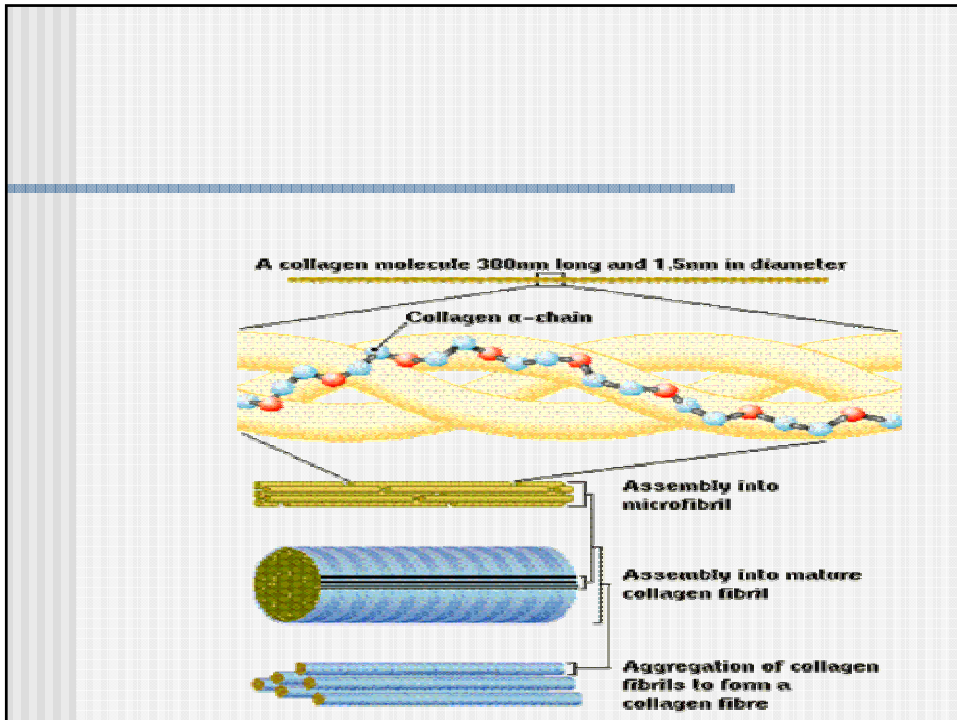 A collagen molecule 300nm long and 1.5nm in diameter
Collagen α-chain
Assembly into
microfibril
Assembly into mature
collagen fibril
Aggregation of collagen
fibrils to form a
collagen fibre